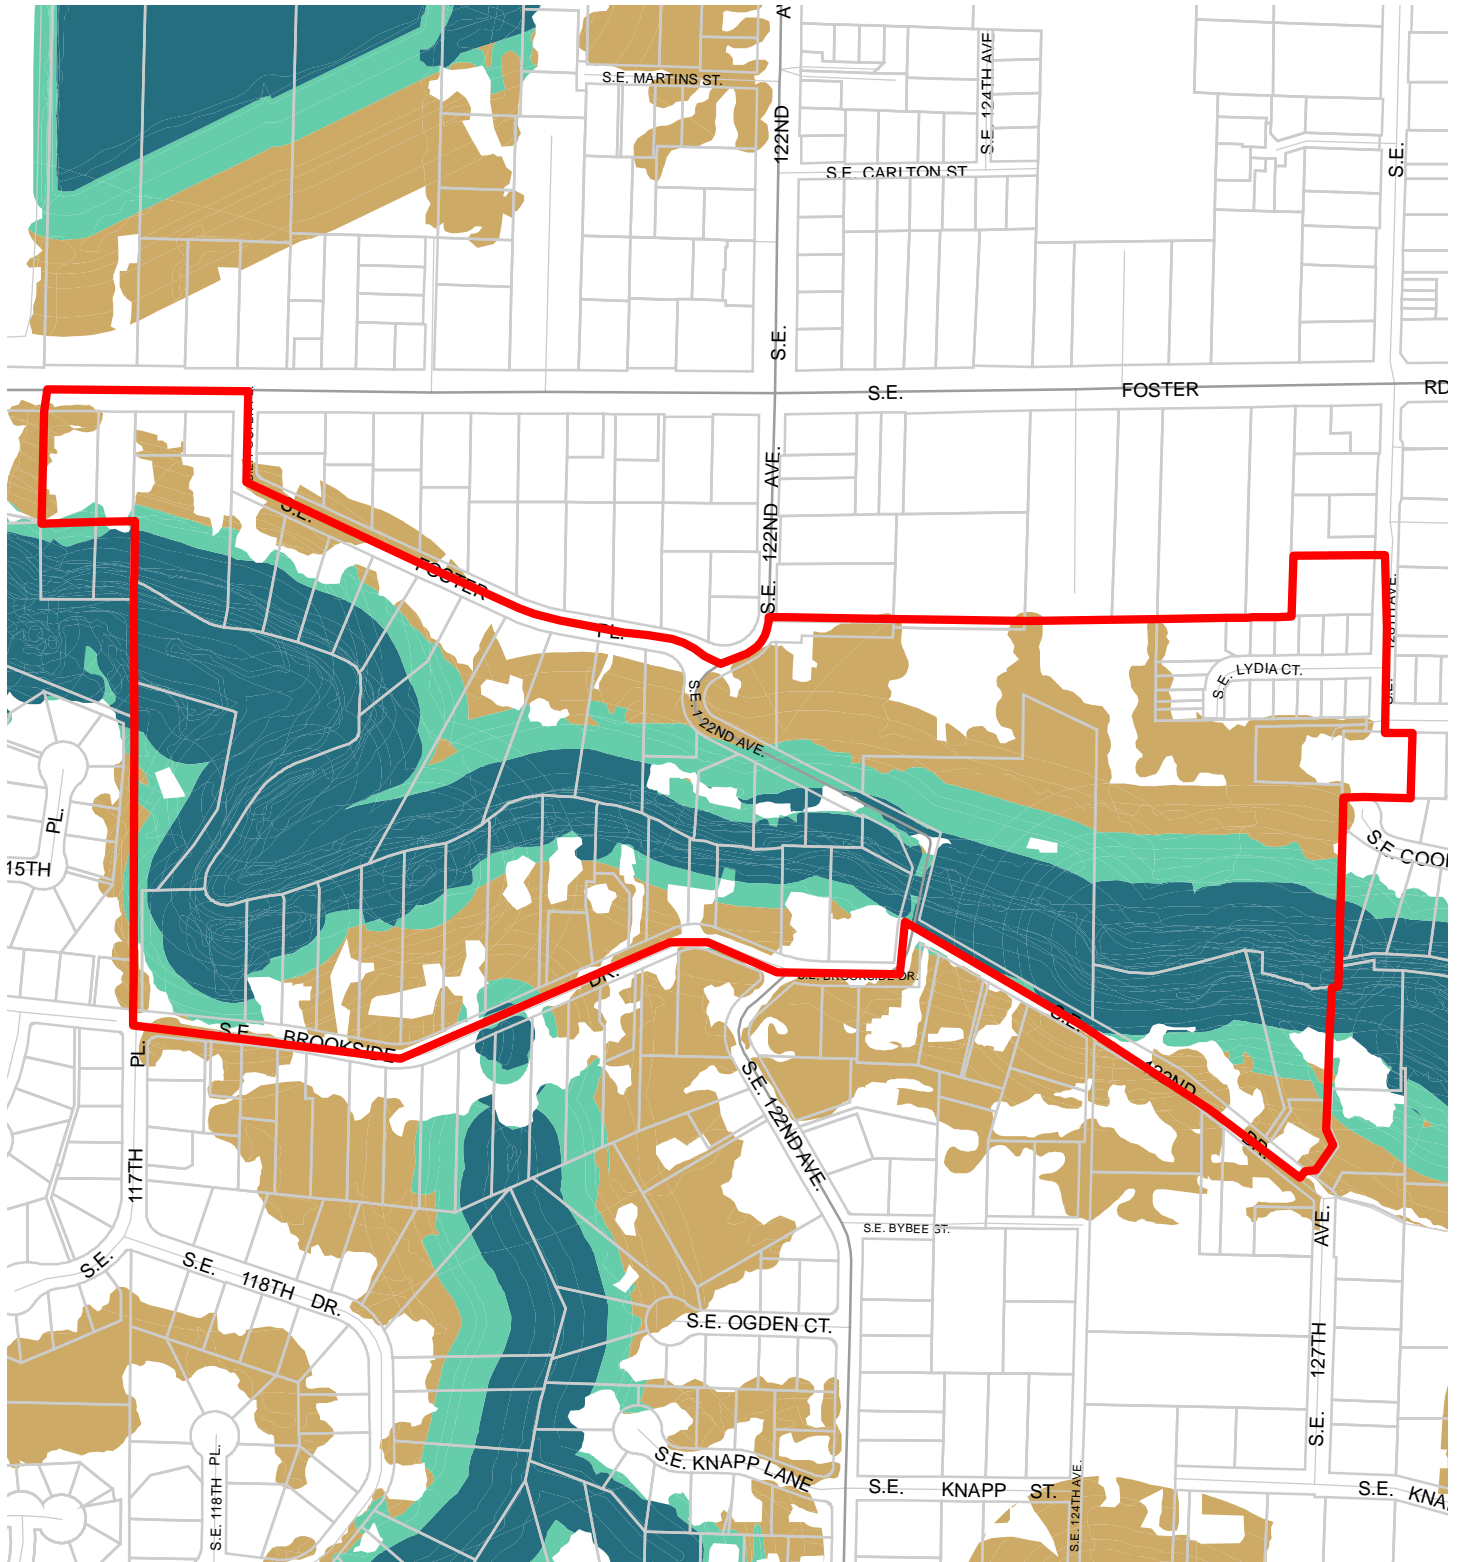 A
S.E. MARTINS ST.
S.E. 124TH AVE
122ND
S.E.
S.E. CARLTON ST
S.E.
S.E.
FOSTER
RD
S.E.
FOSTER
PL.
S.E. 122ND AVE.
S.E. 122ND AVE.
S.E. LYDIA CT.
S.E.
PL.
15TH
S.E. COO
S.E. BROOKSIDE DR.
DR.
S.E.
BROOKSIDE
PL.
117TH
S.E.
122ND
DR.
S.E. 122ND AVE.
S.E. BYBEE ST.
AVE.
S.E.
S.E. 118TH DR.
S.E. OGDEN CT.
127TH
S.E.
S.E. 118TH PL.
S.E. KNAPP LANE
S.E. KNAPP ST.
S.E. 124TH AVE.
S.E. KNA